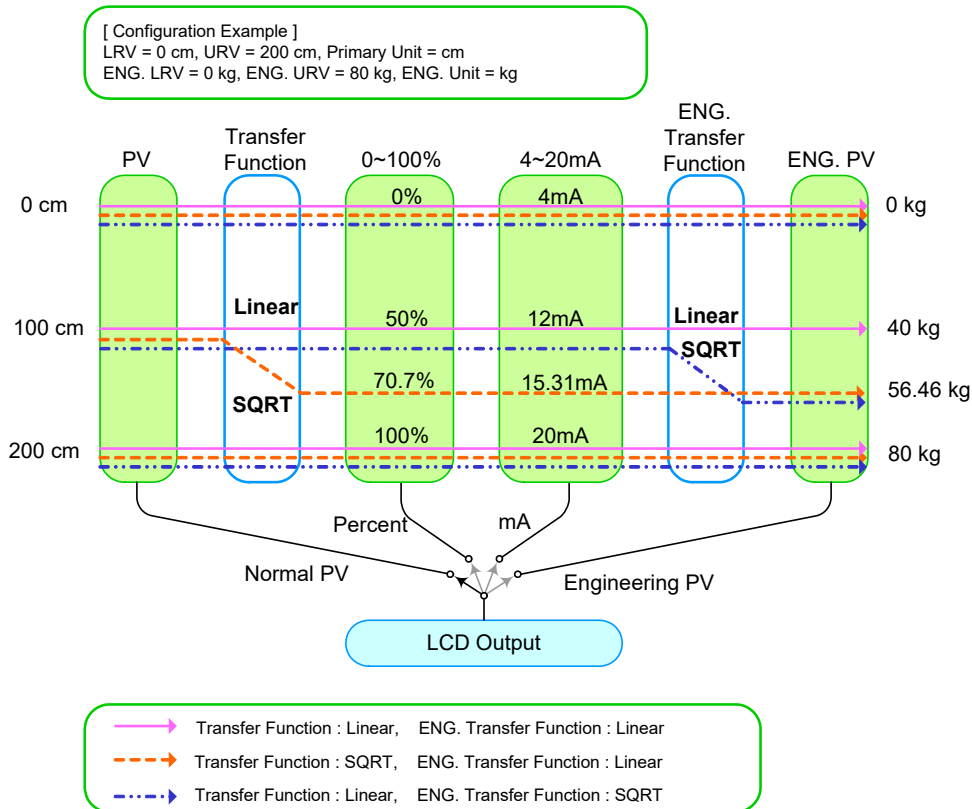 [ Configuration Example ]
LRV = 0 cm, URV = 200 cm, Primary Unit = cm
ENG. LRV = 0 kg, ENG. URV = 80 kg, ENG. Unit = kg
PV
Transfer
Function
0~100%
4~20mA
ENG.
Transfer
Function
ENG. PV
0 cm
0%
4mA
0 kg
Linear
Linear
100 cm
50%
12mA
40 kg
SQRT
SQRT
70.7%
15.31mA
56.46 kg
200 cm
100%
20mA
80 kg
Percent
mA
Normal PV
Engineering PV
LCD Output
Transfer Function : Linear, ENG. Transfer Function : Linear
Transfer Function : SQRT, ENG. Transfer Function : Linear
Transfer Function : Linear, ENG. Transfer Function : SQRT